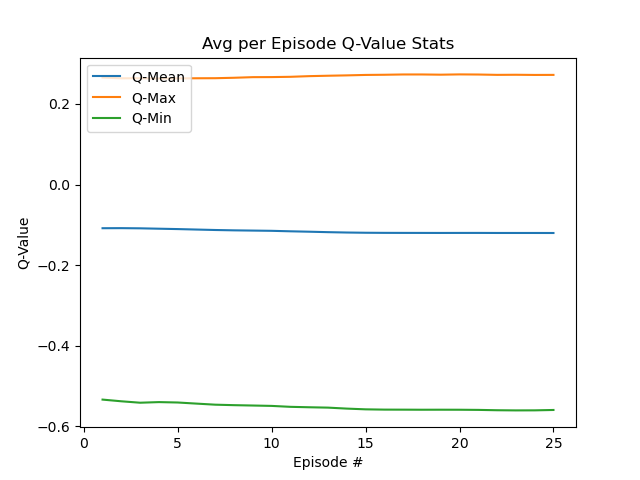 Avg per Episode Q-Value Stats
Q-Mean
Q-Max
Q-Min
Q-Value
0.2
0.0
−0.2
−0.4
−0.6
0 5 10 15 20 25
Episode #